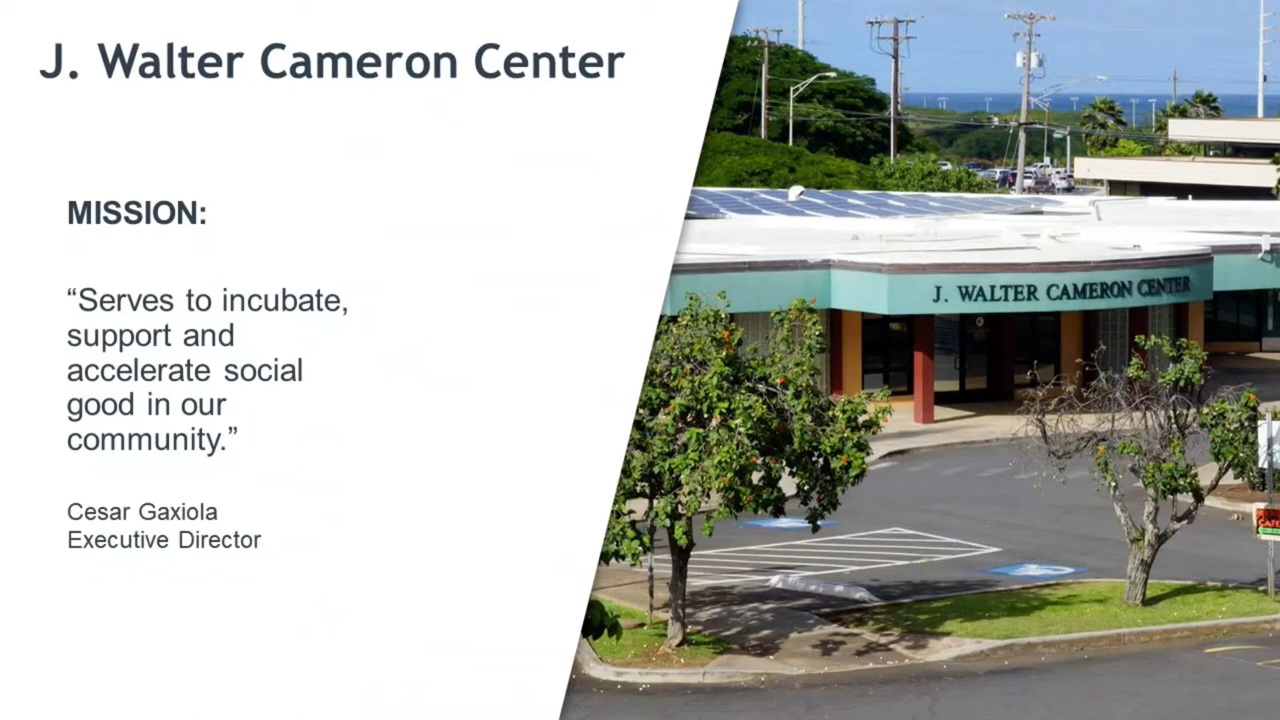 J. Walter Cameron Center
MISSION:
“Serves to incubate,
support and
accelerate social
good in our
community.”
Cesar Gaxiola
Executive Director
J. WALTER CAMERON CENTER